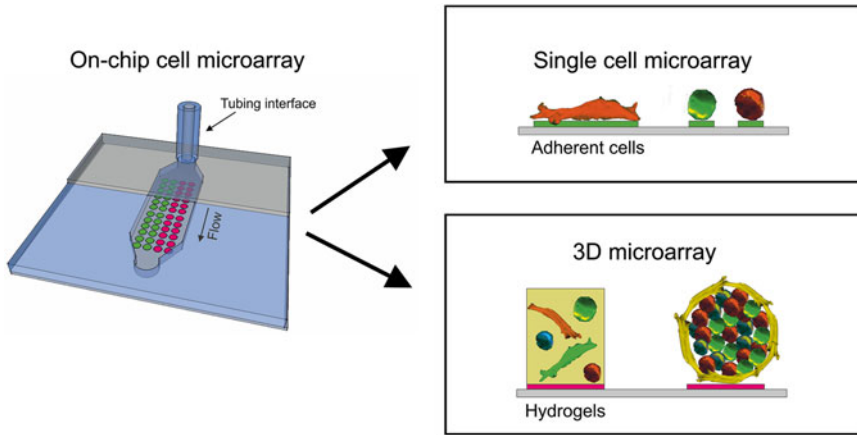 On-chip cell microarray
Tubing interface
Flow
Single cell microarray
Adherent cells
3D microarray
Hydrogels